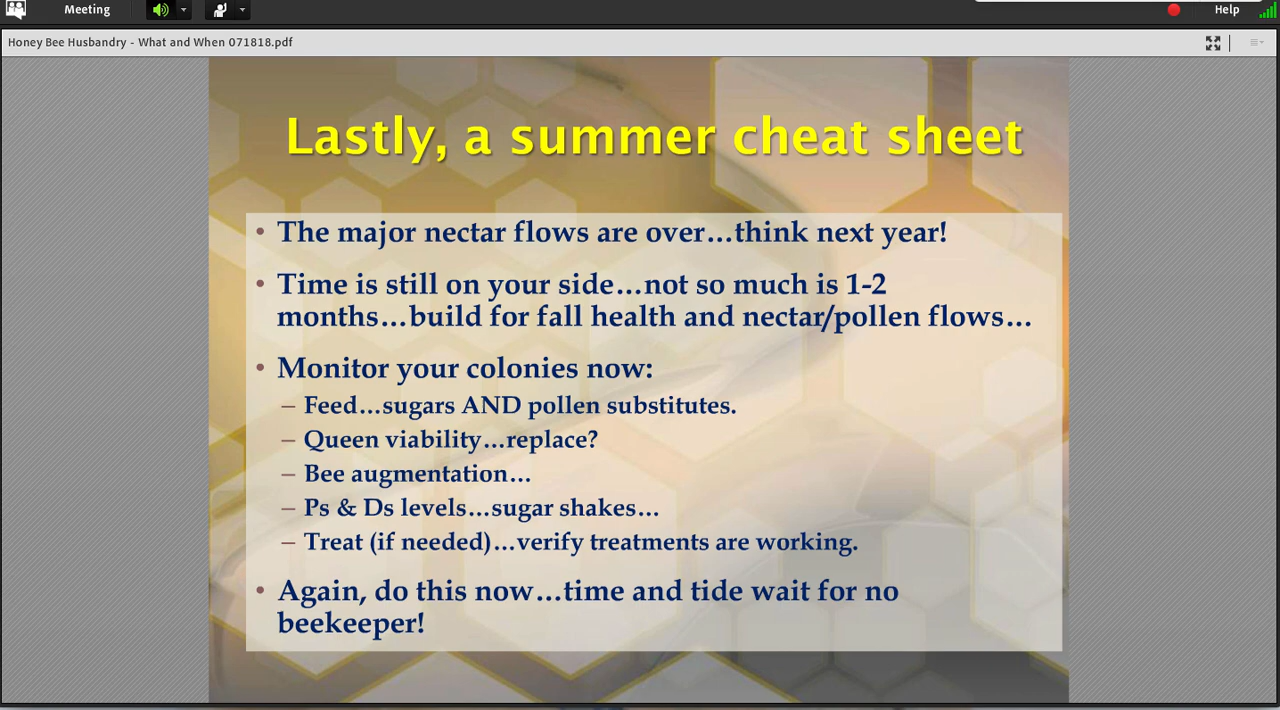 Meeting
Help
Honey Bee Husbandry - What and When 071818.pdf
Lastly, a summer cheat sheet
• The major nectar flows are over...think next year!
• Time is still on your side...not so much is 1-2
months...build for fall health and nectar/pollen flows...
• Monitor your colonies now:
– Feed...sugars AND pollen substitutes.
– Queen viability...replace?
– Bee augmentation...
– Ps & Ds levels...sugar shakes...
– Treat (if needed)...verify treatments are working.
• Again, do this now...time and tide wait for no
beekeeper!